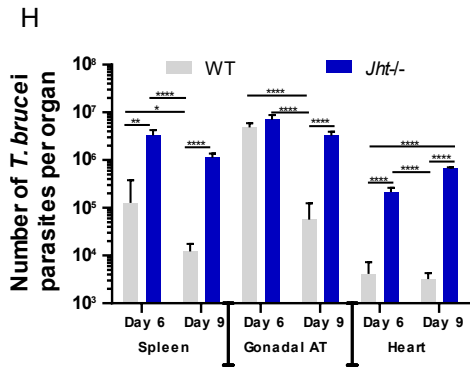 H
WT
Jht-/-
Number of T. brucei
parasites per organ
10⁸
10⁷
10⁶
10⁵
10⁴
10³
****
*
**
****
****
****
****
****
****
****
****
Day 6
Day 9
Day 6
Day 9
Day 6
Day 9
Spleen
Gonadal AT
Heart